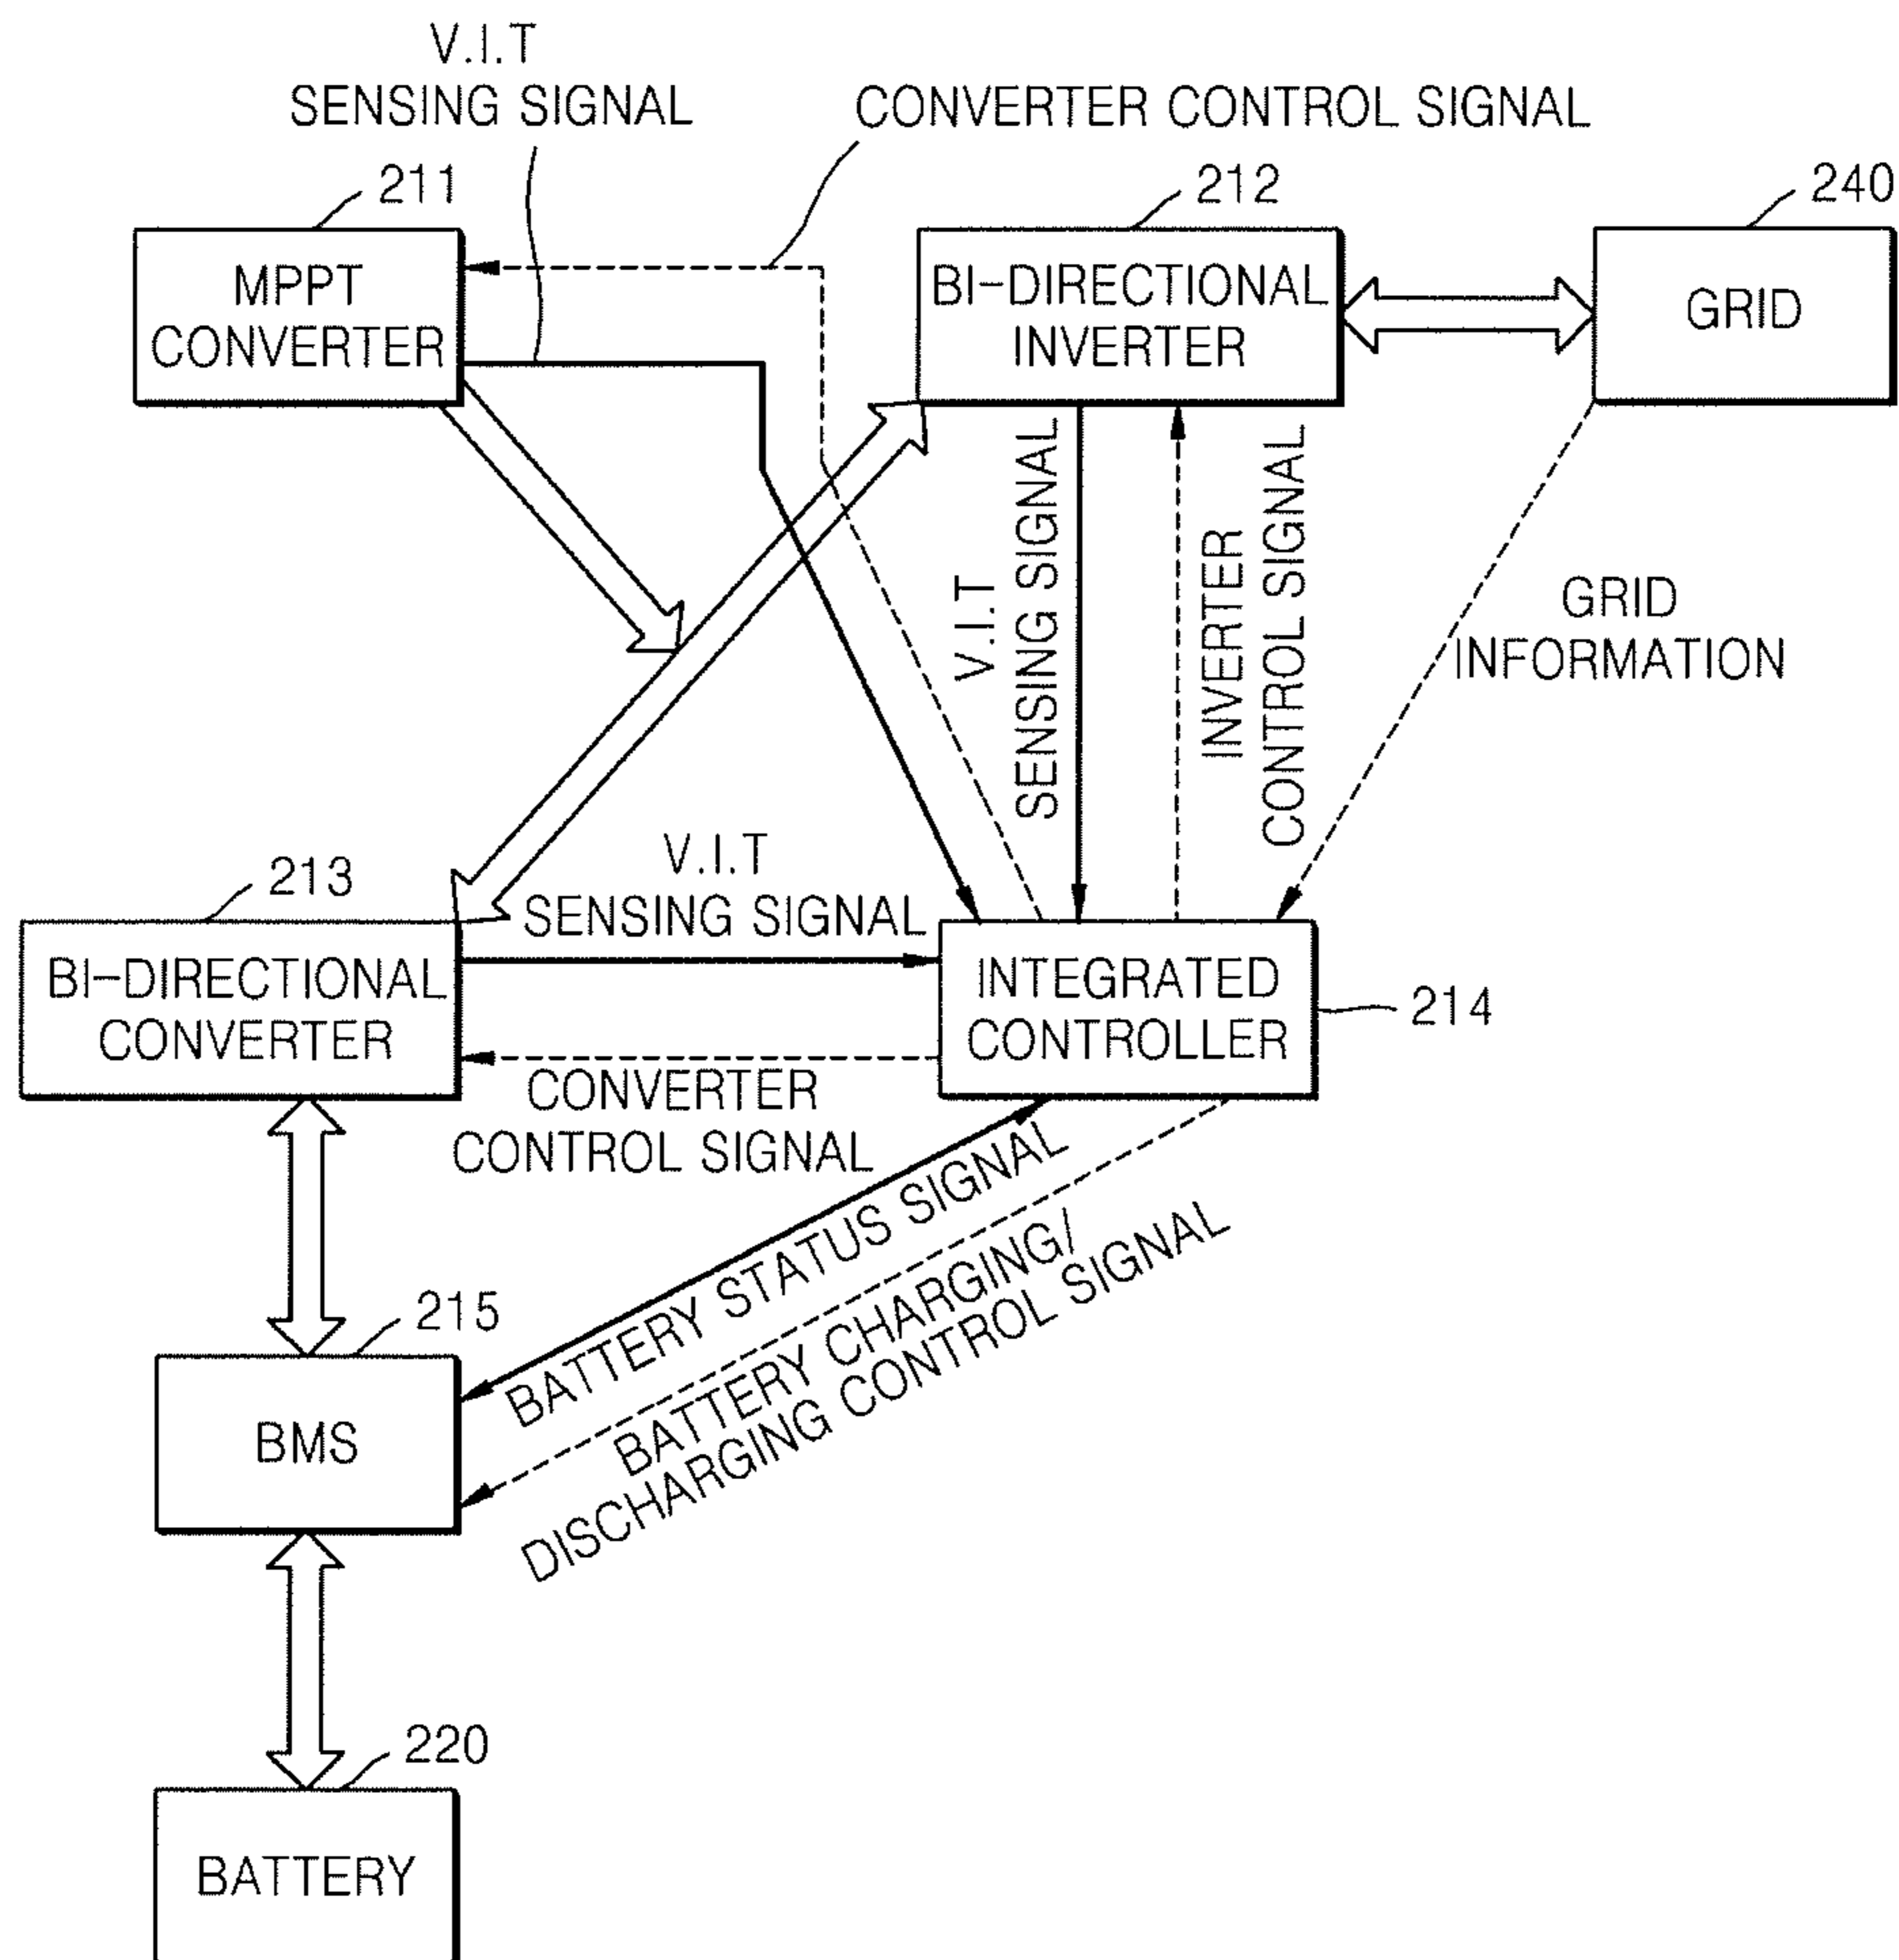 V.I.T
SENSING SIGNAL
CONVERTER CONTROL SIGNAL
211
212
240
MPPT
CONVERTER
BI-DIRECTIONAL
INVERTER
GRID
V.I.T
SENSING SIGNAL
INVERTER
CONTROL SIGNAL
GRID
INFORMATION
213
V.I.T
SENSING SIGNAL
BI-DIRECTIONAL
CONVERTER
INTEGRATED
CONTROLLER
214
CONVERTER
CONTROL SIGNAL
BATTERY STATUS SIGNAL
BATTERY CHARGING/
DISCHARGING CONTROL SIGNAL
215
BMS
220
BATTERY